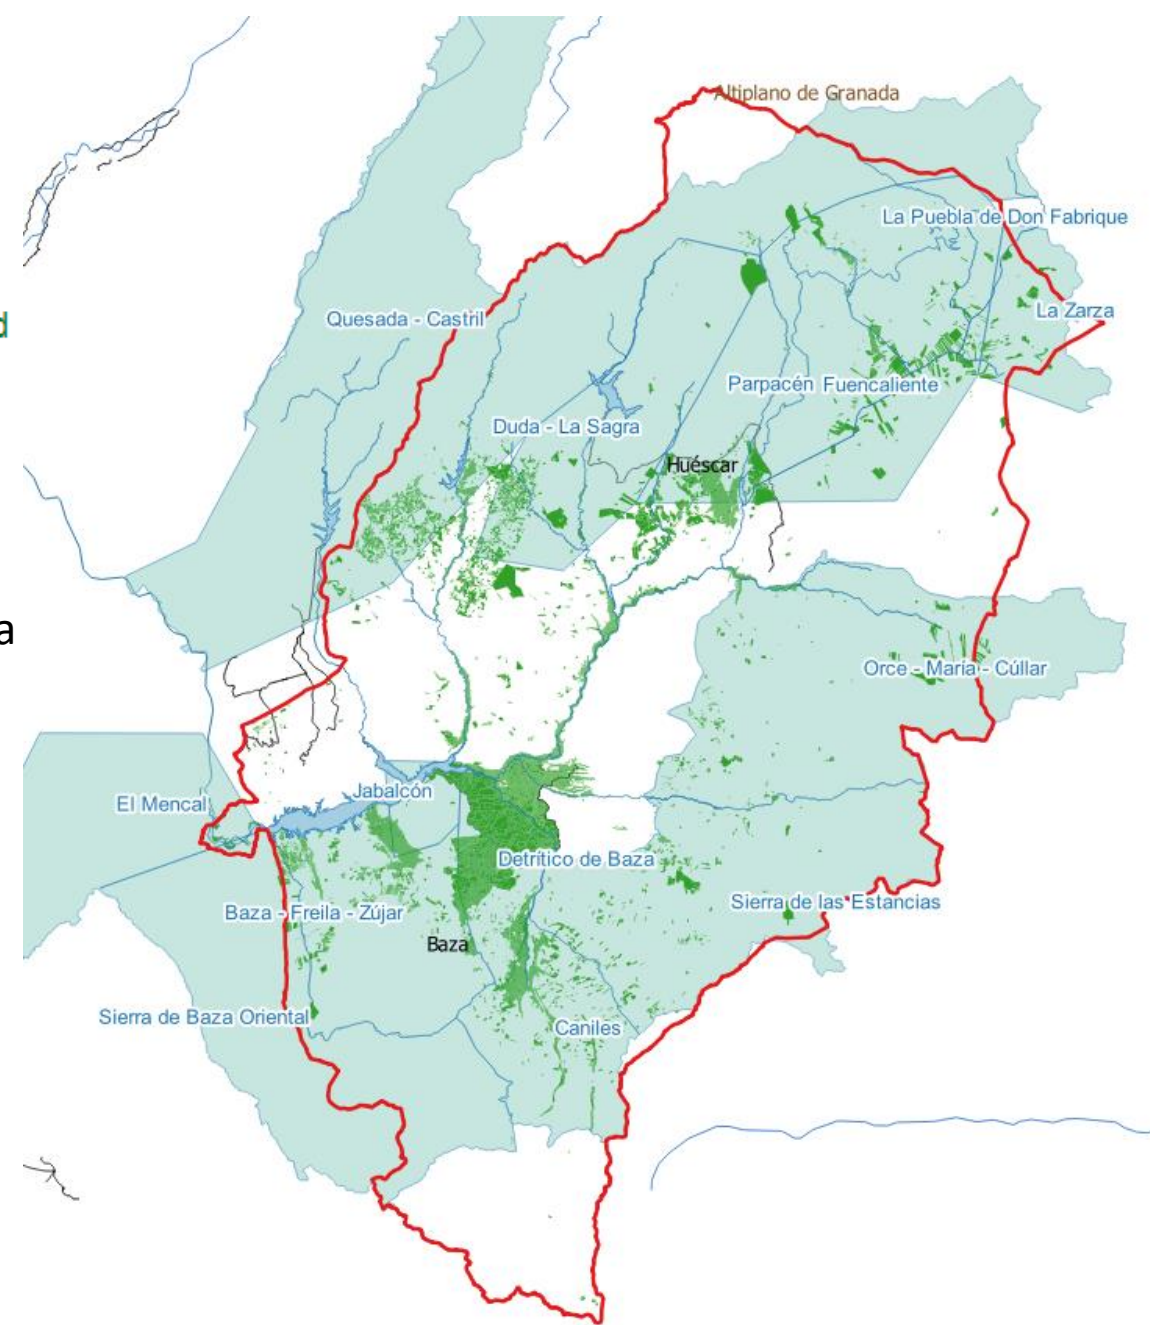 Altiplano de Granada
La Puebla de Don Fabrique
La Zarza
d
Quesada - Castril
Parpacén
Fuencaliente
Duda - La Sagra
Huéscar
a
Orce - María - Cúllar
Jabalcón
El Mencal
Detrítico de Baza
Sierra de las Estancias
Baza - Freila - Zújar
Baza
Sierra de Baza Oriental
Caniles